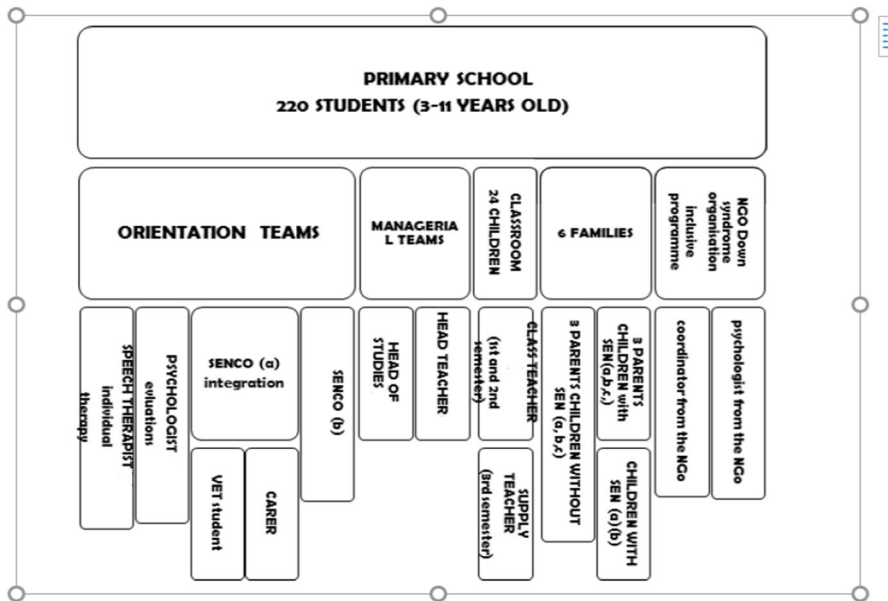 PRIMARY SCHOOL
220 STUDENTS (3-11 YEARS OLD)
ORIENTATION TEAMS
MANAGERIA
L TEAMS
CLASSROOM
24 CHILDREN
6 FAMILIES
NGO Down
syndrome
organisation
inclusive
programme
SPEECH THERAPIST
individual
therapy
PSYCHOLOGIST
evluations
SENCO (a)
integration
SENCO (b)
HEAD OF
STUDIES
HEAD TEACHER
CLASS TEACHER
(1st and 2nd
semester)
3 PARENTS CHILDREN WITHOUT
SEN (a,b,c)
3 PARENTS
CHILDREN with
SEN(a,b,c,)
coordinator from the NGo
psychologist from the NGo
VET student
CARER
SUPPLY
TEACHER
(3rd semester)
CHILDREN WITH
SEN (a)(b)